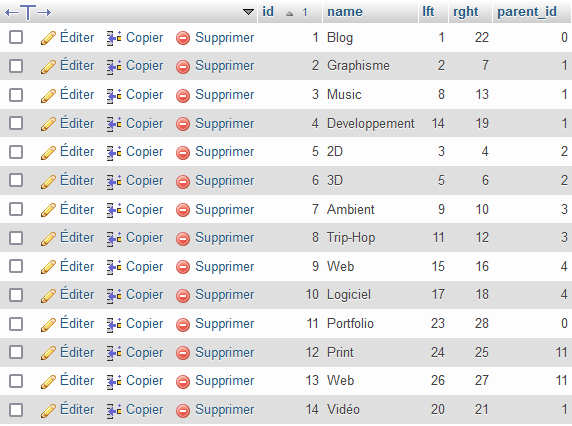 id 1 name lft rght parent_id
Éditer Copier Supprimer 1 Blog 1 22 0
Éditer Copier Supprimer 2 Graphisme 2 7 1
Éditer Copier Supprimer 3 Music 8 13 1
Éditer Copier Supprimer 4 Developpement 14 19 1
Éditer Copier Supprimer 5 2D 3 4 2
Éditer Copier Supprimer 6 3D 5 6 2
Éditer Copier Supprimer 7 Ambient 9 10 3
Éditer Copier Supprimer 8 Trip-Hop 11 12 3
Éditer Copier Supprimer 9 Web 15 16 4
Éditer Copier Supprimer 10 Logiciel 17 18 4
Éditer Copier Supprimer 11 Portfolio 23 28 0
Éditer Copier Supprimer 12 Print 24 25 11
Éditer Copier Supprimer 13 Web 26 27 11
Éditer Copier Supprimer 14 Vidéo 20 21 1